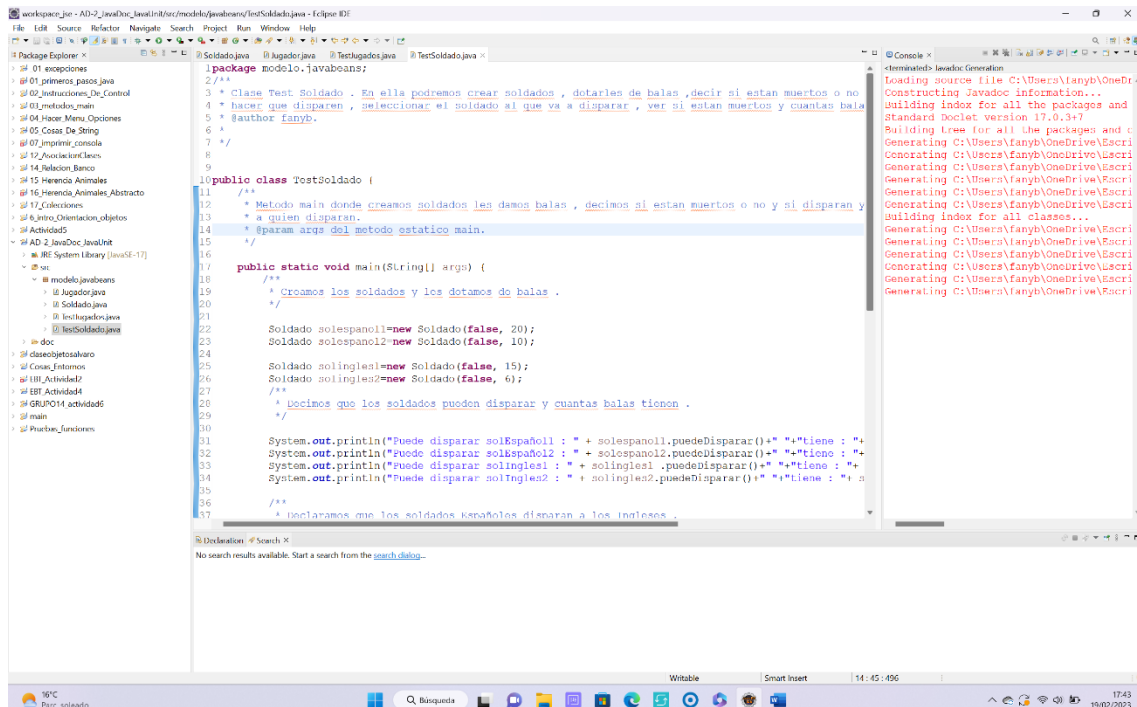 workspace_jse - AD-2_JavaDoc_JavaUnit/src/modelo/javabeans/TestSoldado.java - Eclipse IDE
File Edit Source Refactor Navigate Search Project Run Window Help
Package Explorer ×
01_excepciones
01_primeros_pasos_java
02_Instrucciones_De_Control
03_metodos_main
04_Hacer_Menu_Opciones
05_Cosas_De_String
07_imprimir_consola
12_AsociacionClases
14_Relacion_Banco
15_Herencia_Animales
16_Herencia_Animales_Abstracto
17_Colecciones
6_intro_Orientacion_objetos
Actividad5
AD-2_JavaDoc_JavaUnit
JRE System Library [JavaSE-17]
src
modelo.javabeans
Jugador.java
Soldado.java
TestJugados.java
TestSoldado.java
doc
claseobjetosalvaro
Cosas_Entornos
EBT_Actividad2
EBT_Actividad4
GRUPO14_actividad6
main
Pruebas_funciones
Soldado.java Jugador.java TestJugados.java TestSoldado.java ×
1 package modelo.javabeans;
2 /**
3 * Clase Test Soldado . En ella podremos crear soldados , dotarles de balas ,decir si estan muertos o no
4 * hacer que disparen , seleccionar el soldado al que va a disparar , ver si estan muertos y cuantas bala
5 * @author fanyb.
6 *
7 */
8
9
10 public class TestSoldado {
11 /**
12 * Metodo main donde creamos soldados les damos balas , decimos si estan muertos o no y si disparan y
13 * a quien disparan.
14 * @param args del metodo estatico main.
15 */
16
17 public static void main(String[] args) {
18 /**
19 * Creamos los soldados y los dotamos de balas .
20 */
21
22 Soldado solespanol1=new Soldado(false, 20);
23 Soldado solespanol2=new Soldado(false, 10);
24
25 Soldado solingles1=new Soldado(false, 15);
26 Soldado solingles2=new Soldado(false, 6);
27 /**
28 * Decimos que los soldados pueden disparar y cuantas balas tienen .
29 */
30
31 System.out.println("Puede disparar solEspañol1 : " + solespanol1.puedeDisparar()+" "+"tiene : "+
32 System.out.println("Puede disparar solEspañol2 : " + solespanol2.puedeDisparar()+" "+"tiene : "+
33 System.out.println("Puede disparar solIngles1 : " + solingles1 .puedeDisparar()+" "+"tiene : "+
34 System.out.println("Puede disparar solIngles2 : " + solingles2.puedeDisparar()+" "+"tiene : "+ s
35
36 /**
37 * Declaramos que los soldados Españoles disparan a los Ingleses .
Console ×
<terminated> Javadoc Generation
Loading source file C:\Users\fanyb\OneDr
Constructing Javadoc information...
Building index for all the packages and
Standard Doclet version 17.0.3+7
Building tree for all the packages and c
Generating C:\Users\fanyb\OneDrive\Escri
Generating C:\Users\fanyb\OneDrive\Escri
Generating C:\Users\fanyb\OneDrive\Escri
Generating C:\Users\fanyb\OneDrive\Escri
Generating C:\Users\fanyb\OneDrive\Escri
Generating C:\Users\fanyb\OneDrive\Escri
Generating C:\Users\fanyb\OneDrive\Escri
Building index for all classes...
Generating C:\Users\fanyb\OneDrive\Escri
Generating C:\Users\fanyb\OneDrive\Escri
Generating C:\Users\fanyb\OneDrive\Escri
Generating C:\Users\fanyb\OneDrive\Escri
Generating C:\Users\fanyb\OneDrive\Escri
Generating C:\Users\fanyb\OneDrive\Escri
Declaration Search ×
No search results available. Start a search from the search dialog...
Writable Smart Insert 14 : 45 : 496
16°C
Parc. soleado
Búsqueda
17:43
19/02/2023